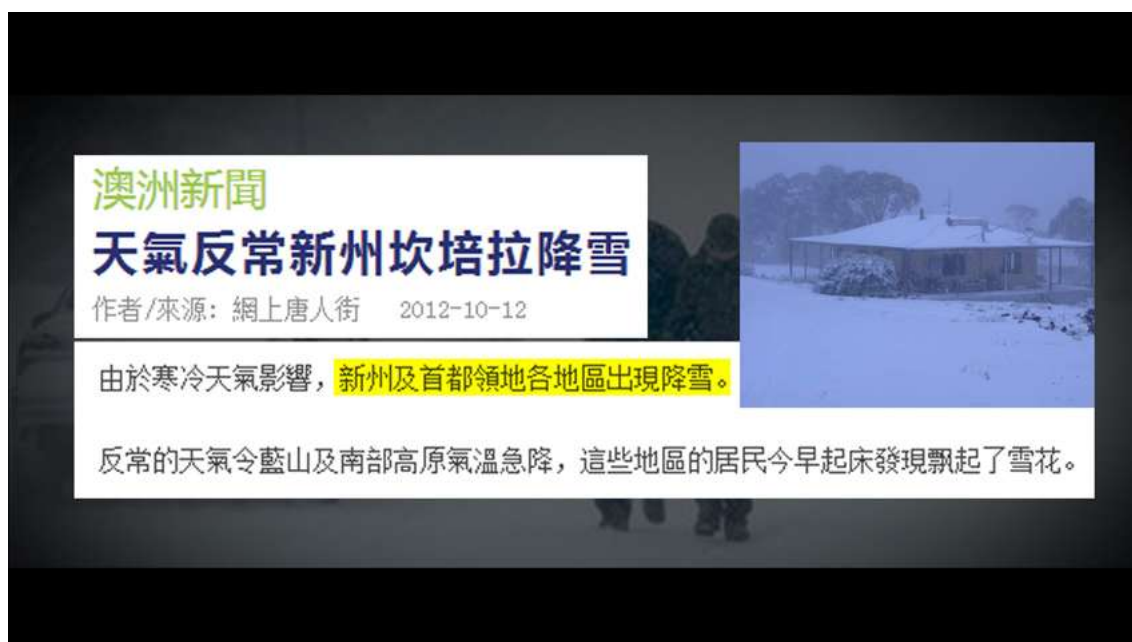 澳洲新聞
天氣反常新州坎培拉降雪
作者/來源: 網上唐人街 2012-10-12
由於寒冷天氣影響，新州及首都領地各地區出現降雪。
反常的天氣令藍山及南部高原氣溫急降，這些地區的居民今早起床發現飄起了雪花。